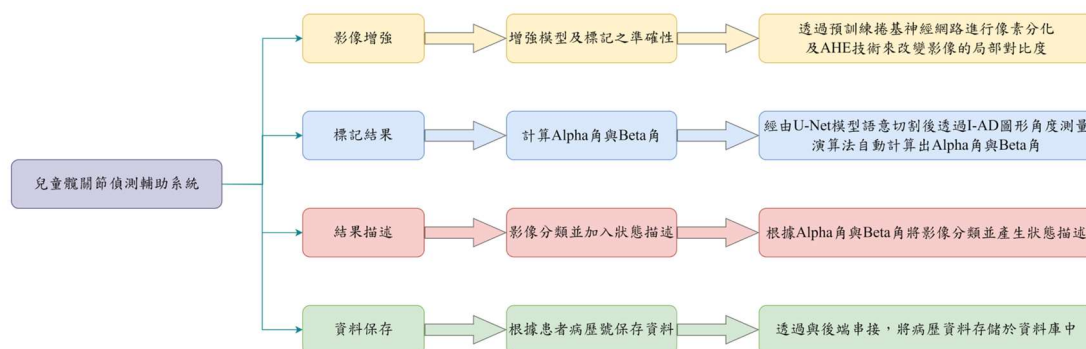 兒童髖關節偵測輔助系統
影像增強
增強模型及標記之準確性
透過預訓練捲基神經網路進行像素分化
及AHE技術來改變影像的局部對比度
標記結果
計算Alpha角與Beta角
經由U-Net模型語意切割後透過I-AD圖形角度測量
演算法自動計算出Alpha角與Beta角
結果描述
影像分類並加入狀態描述
根據Alpha角與Beta角將影像分類並產生狀態描述
資料保存
根據患者病歷號保存資料
透過與後端串接，將病歷資料存儲於資料庫中